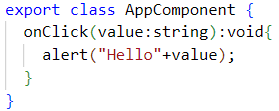 export class AppComponent {
  onClick(value:string):void{
    alert("Hello"+value);
  }
}